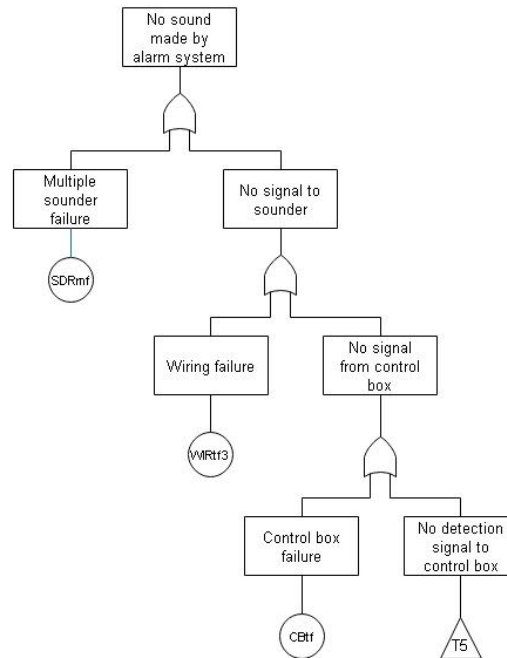 No sound
made by
alarm system
Multiple
sounder
failure
No signal to
sounder
SDRmf
Wiring failure
No signal
from control
box
WIRtf3
Control box
failure
No detection
signal to
control box
CBtf
T5